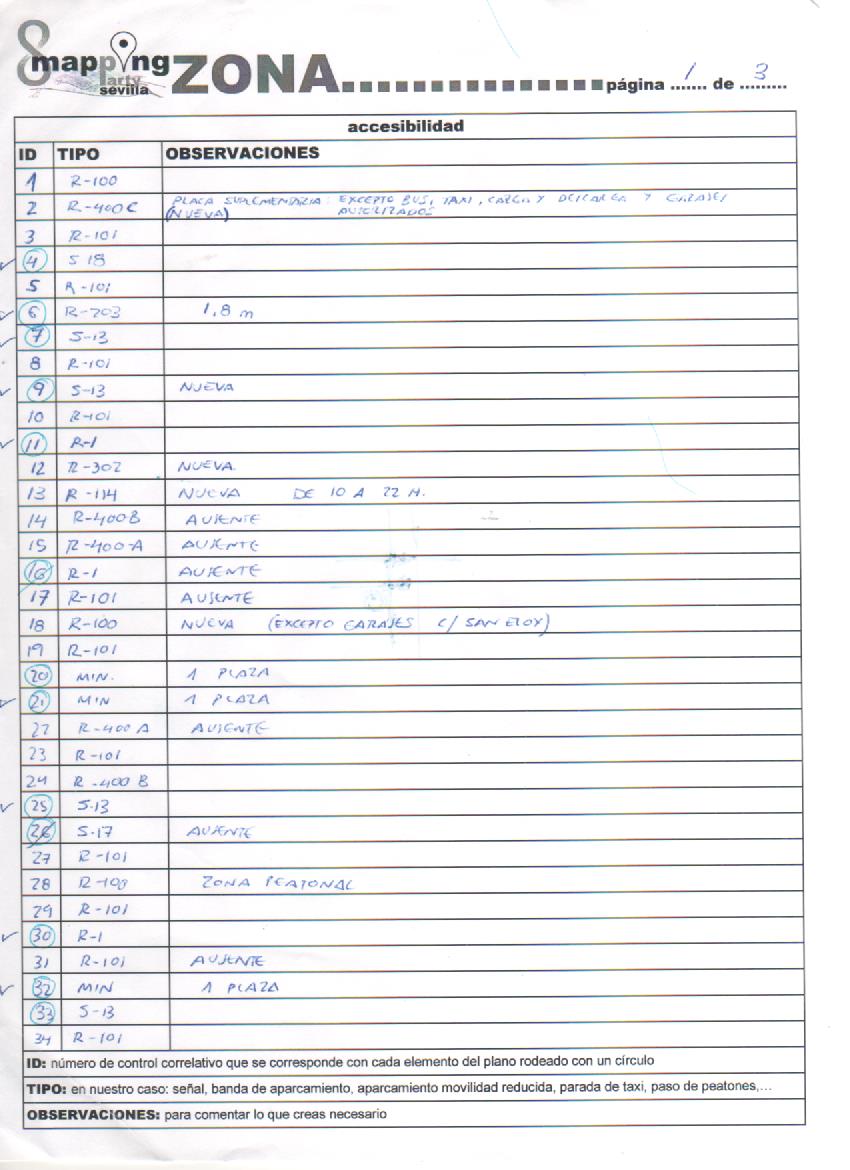 mapping party sevilla ZONA................ página 1 de 3
accesibilidad
ID TIPO OBSERVACIONES
1 R-100
2 R-400C PLACA SUPLEMENTARIA: EXCEPTO BUS, TAXI, CARGA Y DESCARGA Y GARAJES
(NUEVA) AUTORIZADOS
3 R-101
4 S 18
5 R-101
6 R-203 1,8 m
7 S-13
8 R-101
9 S-13 NUEVA
10 R-101
11 R-1
12 R-302 NUEVA
13 R-114 NUEVA DE 10 A 22 H.
14 R-400B AUSENTE
15 R-400-A AUSENTE
16 R-1 AUSENTE
17 R-101 AUSENTE
18 R-100 NUEVA (EXCEPTO GARAJES C/ SAN ELOY)
19 R-101
20 MIN. 1 PLAZA
21 MIN 1 PLAZA
22 R-400A AUSENTE
23 R-101
24 R-400 B
25 S-13
26 S-17 AUSENTE
27 R-101
28 R-100 ZONA PEATONAL
29 R-101
30 R-1
31 R-101 AUSENTE
32 MIN 1 PLAZA
33 S-13
34 R-101
ID: número de control correlativo que se corresponde con cada elemento del plano rodeado con un círculo
TIPO: en nuestro caso: señal, banda de aparcamiento, aparcamiento movilidad reducida, parada de taxi, paso de peatones,...
OBSERVACIONES: para comentar lo que creas necesario